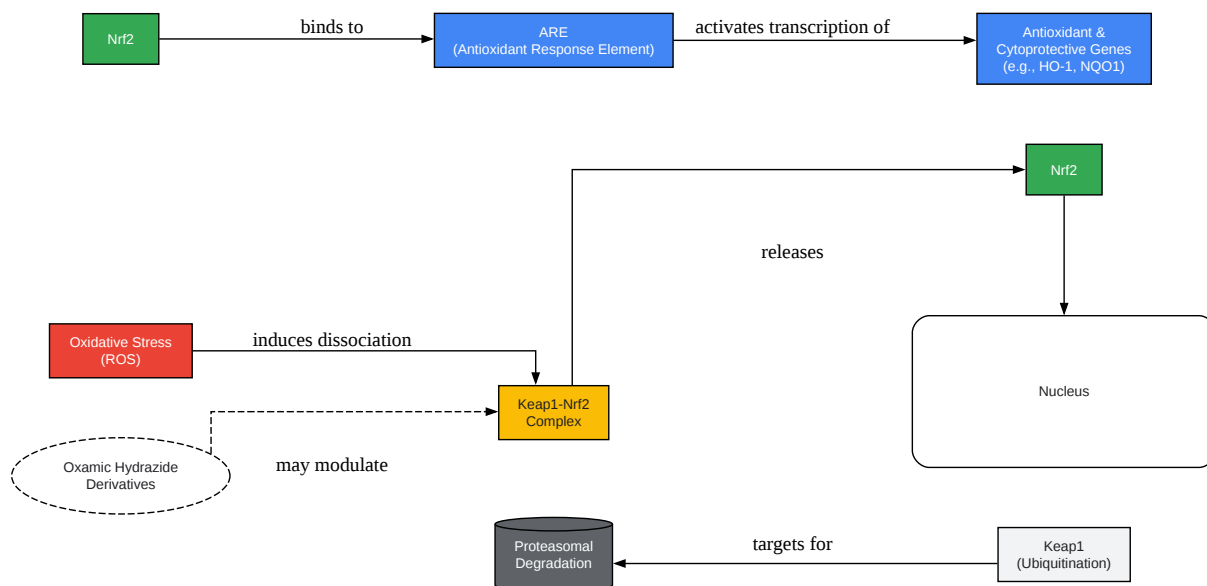 Nrf2
binds to
ARE
(Antioxidant Response Element)
activates transcription of
Antioxidant &
Cytoprotective Genes
(e.g., HO-1, NQO1)
Nrf2
releases
Oxidative Stress
(ROS)
induces dissociation
Keap1-Nrf2
Complex
Nucleus
Oxamic Hydrazide
Derivatives
may modulate
Proteasomal
Degradation
targets for
Keap1
(Ubiquitination)